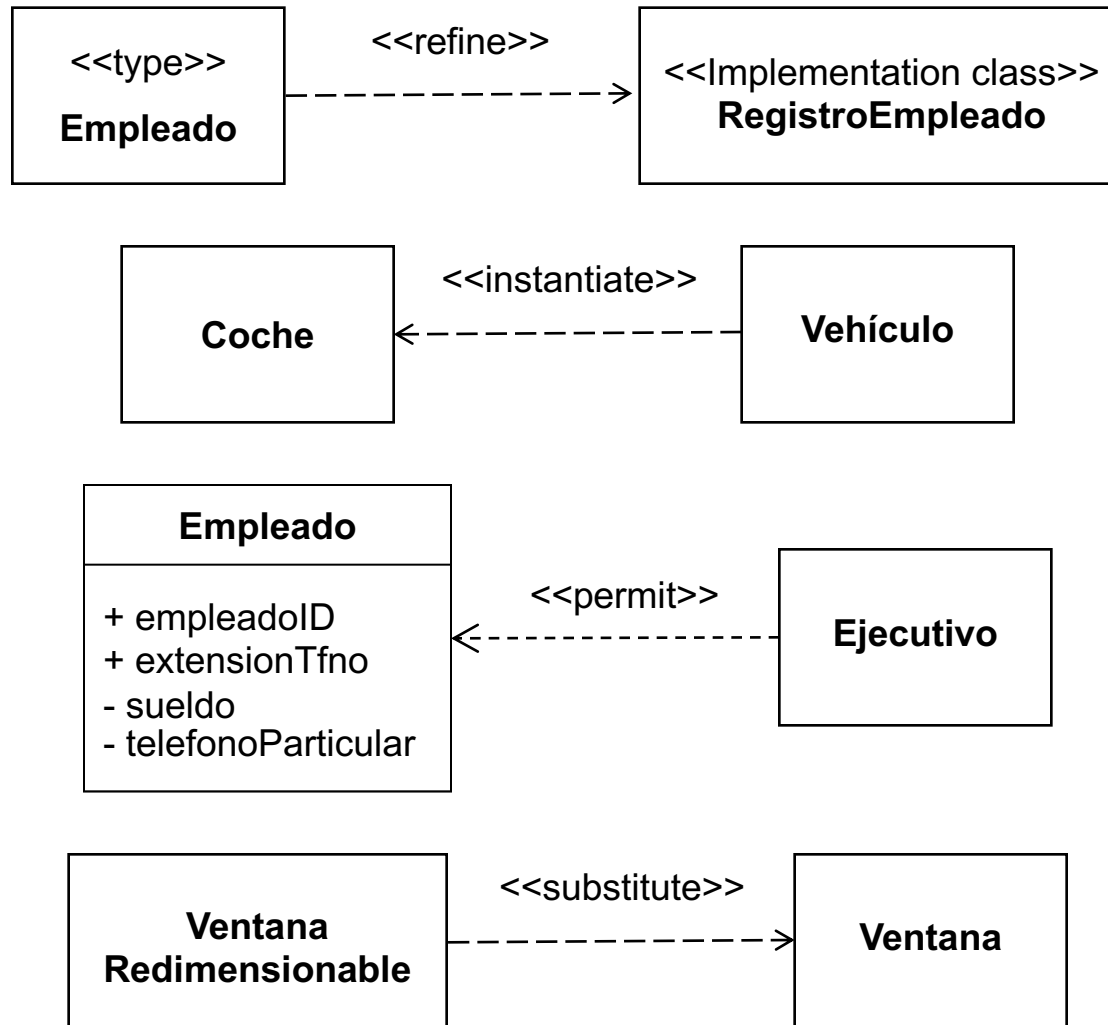 <<type>>
Empleado
<<refine>>
<<Implementation class>>
RegistroEmpleado
Coche
<<instantiate>>
Vehículo
Empleado
+ empleadoID
+ extensionTfno
- sueldo
- telefonoParticular
<<permit>>
Ejecutivo
Ventana
Redimensionable
<<substitute>>
Ventana